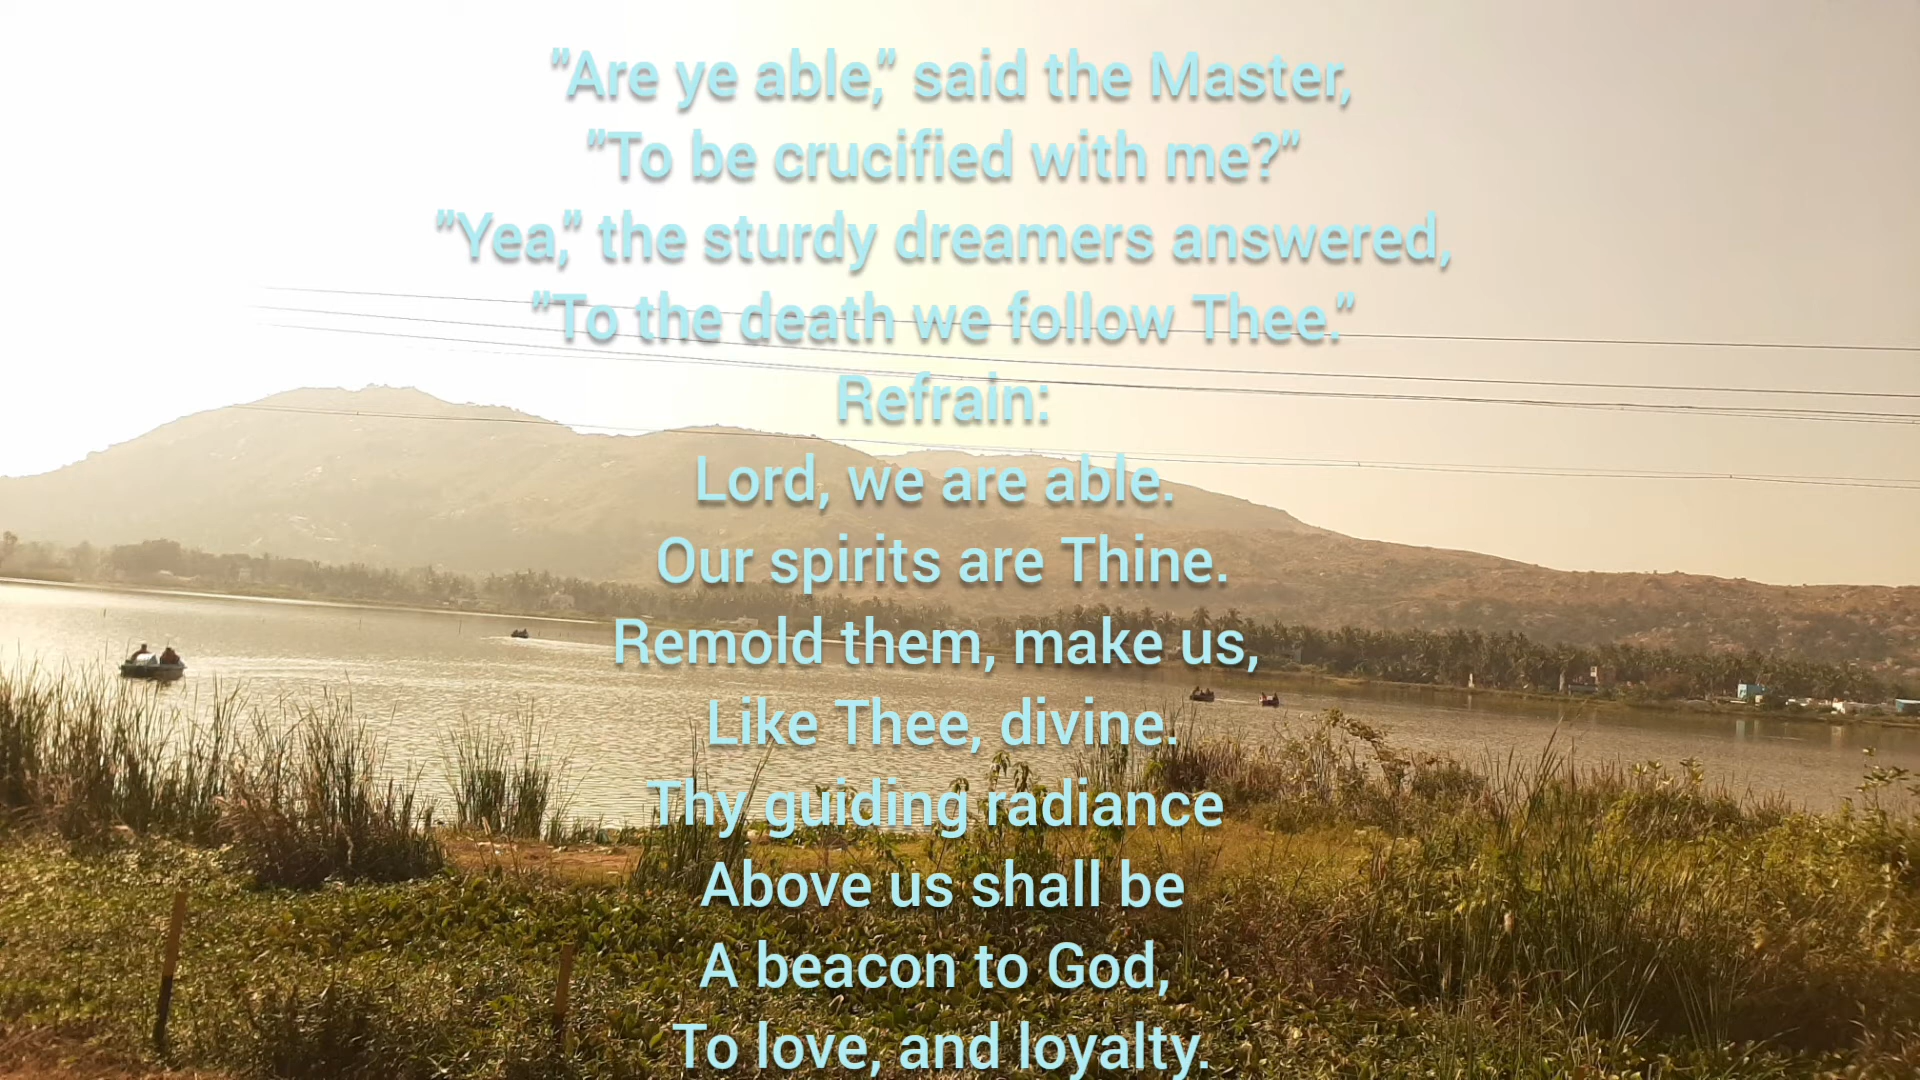 "Are ye able," said the Master,
"To be crucified with me?"
"Yea," the sturdy dreamers answered,
"To the death we follow Thee."
Refrain:
Lord, we are able.
Our spirits are Thine.
Remold them, make us,
Like Thee, divine.
Thy guiding radiance
Above us shall be
A beacon to God,
To love, and loyalty.